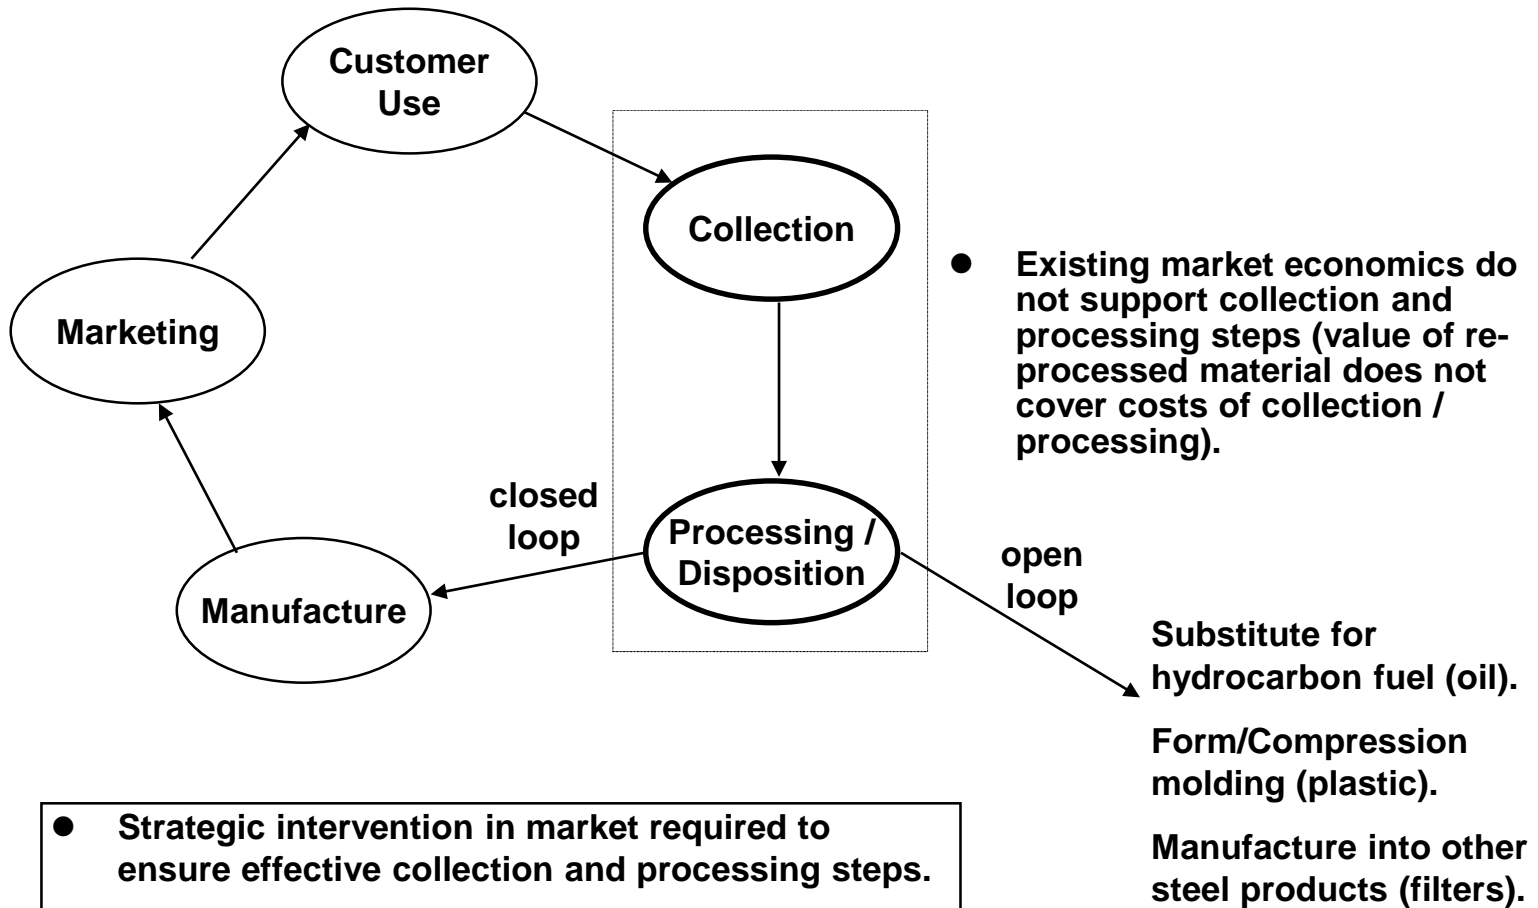 Customer
Use
Collection
Marketing
● Existing market economics do
not support collection and
processing steps (value of re-
processed material does not
cover costs of collection /
processing).
closed
loop
Processing /
Disposition
open
loop
Manufacture
Substitute for
hydrocarbon fuel (oil).
Form/Compression
molding (plastic).
Manufacture into other
steel products (filters).
● Strategic intervention in market required to
ensure effective collection and processing steps.